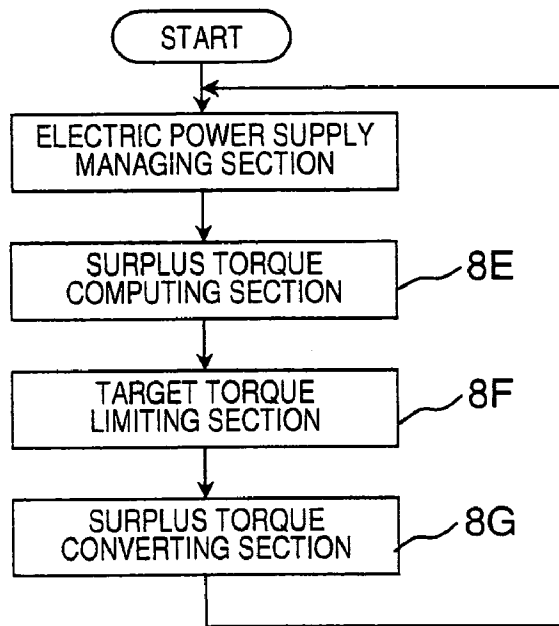 START
ELECTRIC POWER SUPPLY
MANAGING SECTION
SURPLUS TORQUE
COMPUTING SECTION
8E
TARGET TORQUE
LIMITING SECTION
8F
SURPLUS TORQUE
CONVERTING SECTION
8G